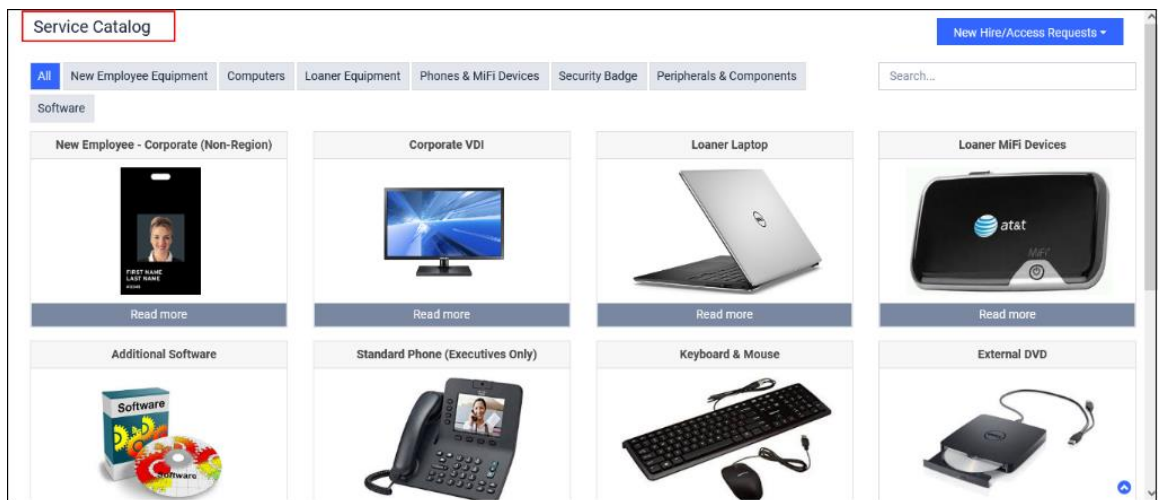 Service Catalog
New Hire/Access Requests
All
New Employee Equipment
Computers
Loaner Equipment
Phones & MiFi Devices
Security Badge
Peripherals & Components
Search...
Software
New Employee - Corporate (Non-Region)
Corporate VDI
Loaner Laptop
Loaner MiFi Devices
FIRST NAME
LAST NAME
at&t
MiFi
Read more
Read more
Read more
Read more
Additional Software
Standard Phone (Executives Only)
Keyboard & Mouse
External DVD
Software
Software